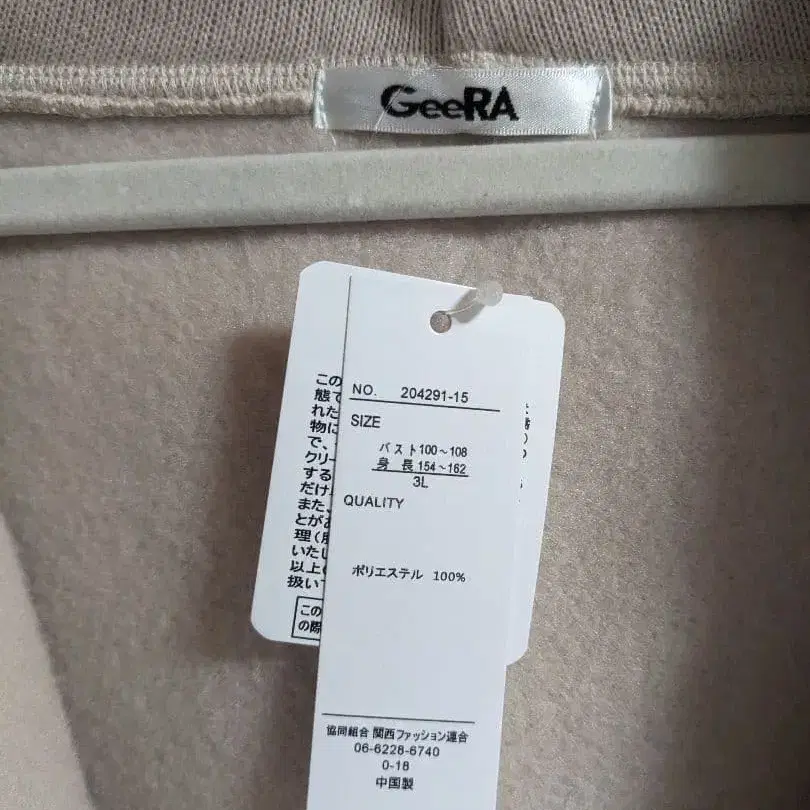 GeeRA
NO. 204291-15
SIZE
バスト100～108
身 長 154～162
3L
QUALITY
ポリエステル 100%
協同組合 関西ファッション連合
06-6228-6740
0-18
中国製
この
態で
れた
物に
で、
クリー
する
だけ
また、
とがあ
理(
いたし
以上
扱い
この
の際